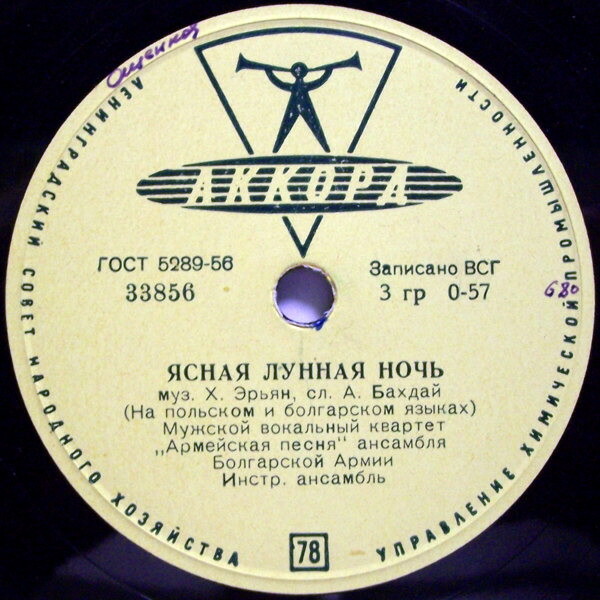 Оценках
ЛЕНИНГРАДСКИЙ СОВЕТ НАРОДНОГО ХОЗЯЙСТВА
УПРАВЛЕНИЕ ХИМИЧЕСКОЙ ПРОМЫШЛЕННОСТИ
АККОРД
ГОСТ 5289-56
33856
Записано ВСГ
3 гр 0-57
680
ЯСНАЯ ЛУННАЯ НОЧЬ
муз. Х. Эрьян, сл. А. Бахдай
(На польском и болгарском языках)
Мужской вокальный квартет
„Армейская песня“ ансамбля
Болгарской Армии
Инстр. ансамбль
78